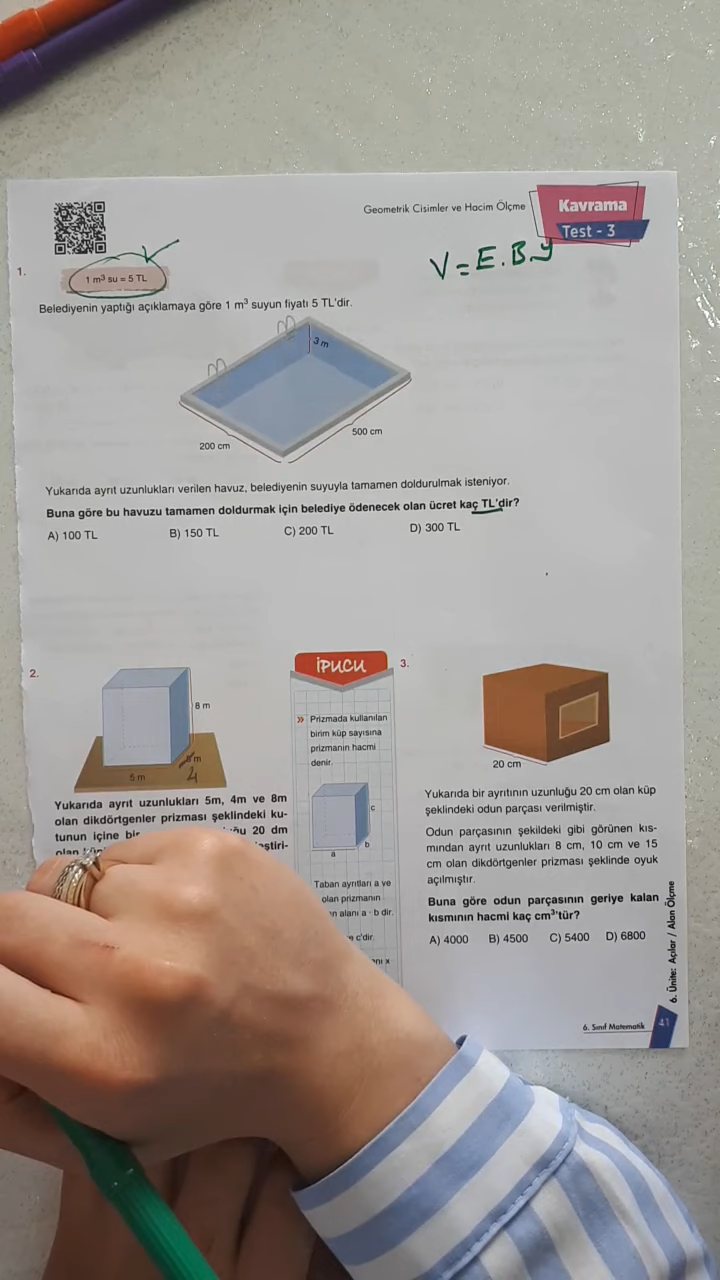 Geometrik Cisimler ve Hacim Ölçme
Kavrama
Test - 3
V = E . B . y
1.
1 m³ su = 5 TL
Belediyenin yaptığı açıklamaya göre 1 m³ suyun fiyatı 5 TL'dir.
3 m
500 cm
200 cm
Yukarıda ayrıt uzunlukları verilen havuz, belediyenin suyuyla tamamen doldurulmak isteniyor.
Buna göre bu havuzu tamamen doldurmak için belediye ödenecek olan ücret kaç TL'dir?
A) 100 TL B) 150 TL C) 200 TL D) 300 TL
2.
8 m
m
4
5 m
Yukarıda ayrıt uzunlukları 5m, 4m ve 8m
olan dikdörtgenler prizması şeklindeki ku-
tunun içine 20 dm
olan
İPUCU
» Prizmada kullanılan
birim küp sayısına
prizmanın hacmi
denir.
c
b
a
Taban ayrıtları a ve
olan prizmanın
alanı a · b dir.
c'dir.
x
3.
20 cm
Yukarıda bir ayrıtının uzunluğu 20 cm olan küp
şeklindeki odun parçası verilmiştir.
Odun parçasının şekildeki gibi görünen kıs-
mından ayrıt uzunlukları 8 cm, 10 cm ve 15
cm olan dikdörtgenler prizması şeklinde oyuk
açılmıştır.
Buna göre odun parçasının geriye kalan
kısmının hacmi kaç cm³'tür?
A) 4000 B) 4500 C) 5400 D) 6800
6. Ünite: Açılar / Alan Ölçme
6. Sınıf Matematik
41